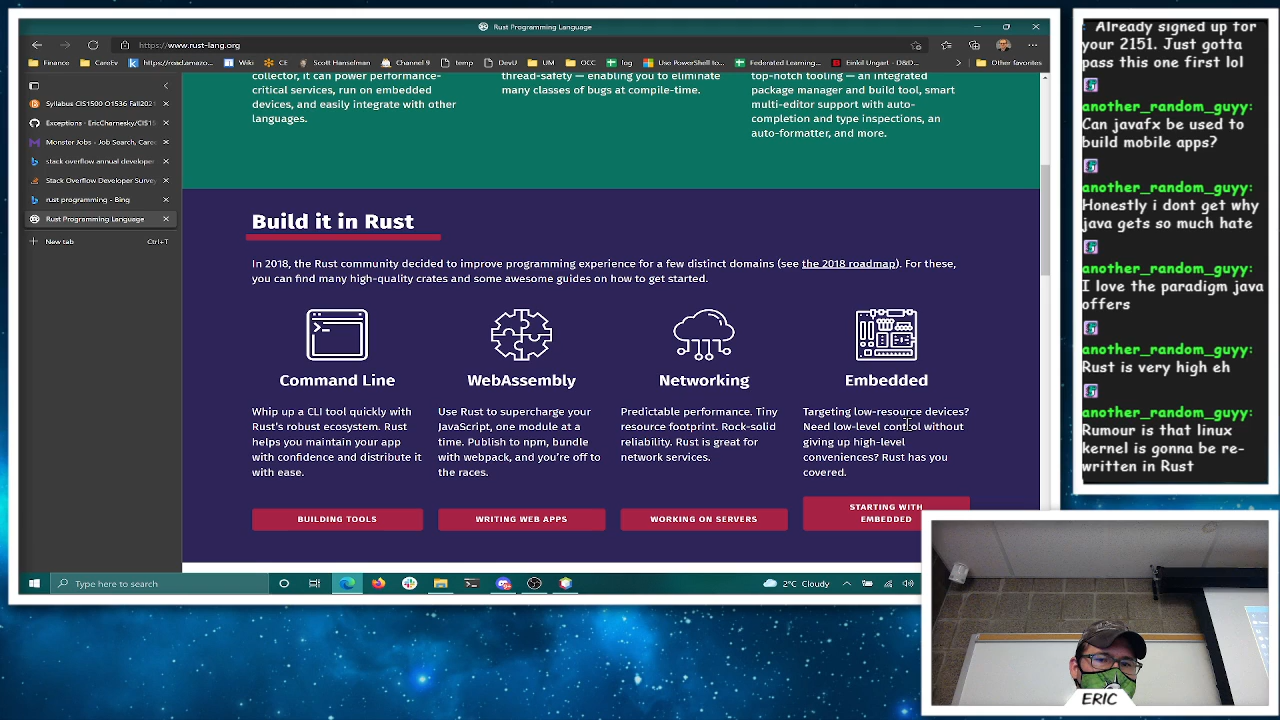 Rust Programming Language
https://www.rust-lang.org
Finance
CareEv
https://road.amazo...
Wiki
CE
Scott Hanselman
Channel 9
temp
DevU
UM
OCC
log
Use PowerShell to...
Federated Learning...
Einkil Ungart - D&D...
Other favorites
Syllabus CIS1500 O1536 Fall202
Exceptions - EricCharnesky/CIS15
Monster Jobs - Job Search, Caree
stack overflow annual developer
Stack Overflow Developer Surve
rust programming - Bing
Rust Programming Language
New tab Ctrl+T
collector, it can power performance-
critical services, run on embedded
devices, and easily integrate with other
languages.
thread-safety — enabling you to eliminate
many classes of bugs at compile-time.
top-notch tooling — an integrated
package manager and build tool, smart
multi-editor support with auto-
completion and type inspections, an
auto-formatter, and more.
Build it in Rust
In 2018, the Rust community decided to improve programming experience for a few distinct domains (see the 2018 roadmap). For these,
you can find many high-quality crates and some awesome guides on how to get started.
Command Line
Whip up a CLI tool quickly with
Rust's robust ecosystem. Rust
helps you maintain your app
with confidence and distribute it
with ease.
BUILDING TOOLS
WebAssembly
Use Rust to supercharge your
JavaScript, one module at a
time. Publish to npm, bundle
with webpack, and you're off to
the races.
WRITING WEB APPS
Networking
Predictable performance. Tiny
resource footprint. Rock-solid
reliability. Rust is great for
network services.
WORKING ON SERVERS
Embedded
Targeting low-resource devices?
Need low-level control without
giving up high-level
conveniences? Rust has you
covered.
STARTING WITH
EMBEDDED
Type here to search
2°C Cloudy
: Already signed up for
your 2151. Just gotta
pass this one first lol
another_random_guyy:
Can javafx be used to
build mobile apps?
another_random_guyy:
Honestly i dont get why
java gets so much hate
another_random_guyy:
I love the paradigm java
offers
another_random_guyy:
Rust is very high eh
another_random_guyy:
Rumour is that linux
kernel is gonna be re-
written in Rust
ERIC